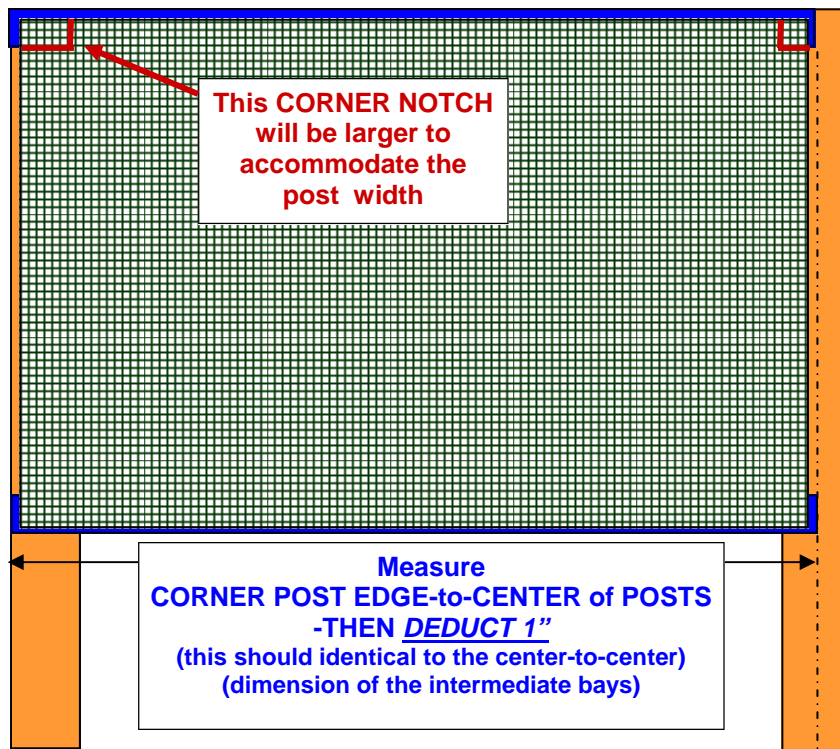 This CORNER NOTCH
will be larger to
accommodate the
post width
Measure
CORNER POST EDGE-to-CENTER of POSTS
-THEN DEDUCT 1”
(this should identical to the center-to-center)
(dimension of the intermediate bays)